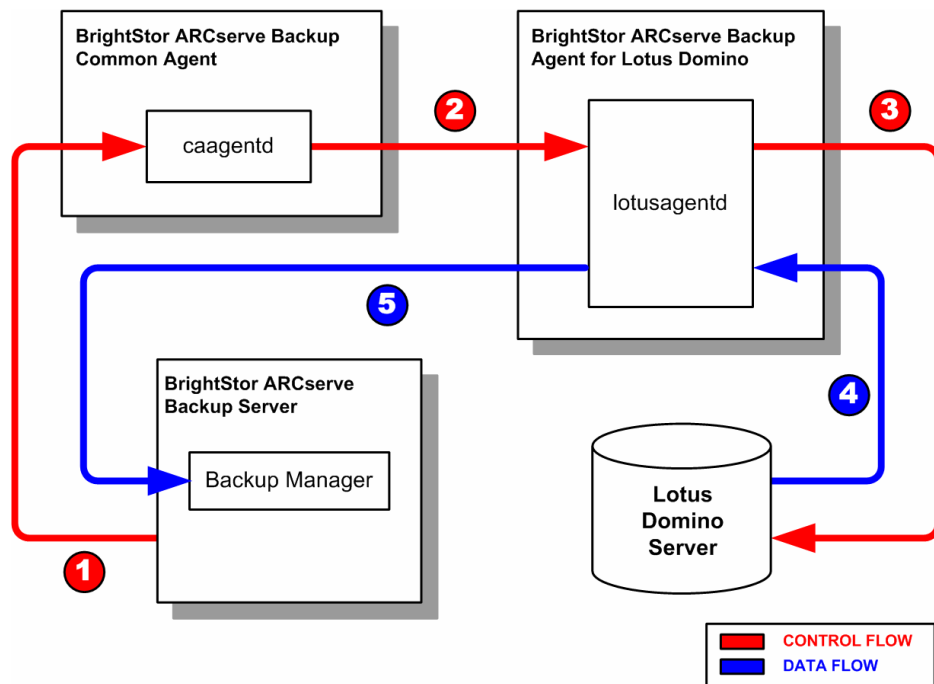 BrightStor ARCserve Backup
Common Agent
caagentd
2
BrightStor ARCserve Backup
Agent for Lotus Domino
lotusagentd
3
5
BrightStor ARCserve
Backup Server
Backup Manager
4
Lotus
Domino
Server
1
CONTROL FLOW
DATA FLOW